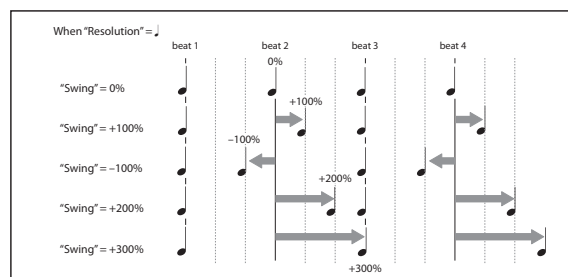 When “Resolution” = ♩
beat 1 beat 2 beat 3 beat 4
0%
“Swing” = 0%
+100%
“Swing” = +100%
–100%
“Swing” = –100%
+200%
“Swing” = +200%
“Swing” = +300%
+300%